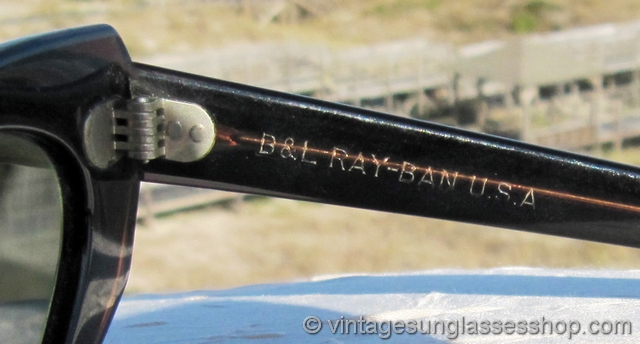 B&L RAY-BAN U.S.A
© vintagesunglassesshop.com